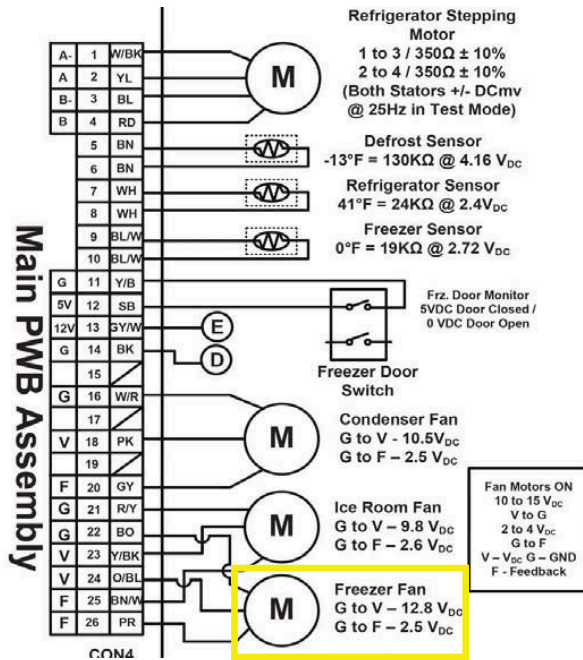 Refrigerator Stepping
Motor
1 to 3 / 350Ω ± 10%
2 to 4 / 350Ω ± 10%
(Both Stators +/- DCmv
@ 25Hz in Test Mode)
Defrost Sensor
-13°F = 130KΩ @ 4.16 VDC
Refrigerator Sensor
41°F = 24KΩ @ 2.4VDC
Freezer Sensor
0°F = 19KΩ @ 2.72 VDC
Frz. Door Monitor
5VDC Door Closed /
0 VDC Door Open
Freezer Door
Switch
Condenser Fan
G to V - 10.5VDC
G to F – 2.5 VDC
Ice Room Fan
G to V – 9.8 VDC
G to F – 2.6 VDC
Freezer Fan
G to V – 12.8 VDC
G to F – 2.5 VDC
Fan Motors ON
10 to 15 VDC
V to G
2 to 4 VDC
G to F
V – VDC G – GND
F - Feedback
Main PWB Assembly
A- 1 W/BK
A 2 YL
B- 3 BL
B 4 RD
5 BN
6 BN
7 WH
8 WH
9 BL/W
10 BL/W
G 11 Y/B
5V 12 SB
12V 13 GY/W
G 14 BK
15
G 16 W/R
17
V 18 PK
19
F 20 GY
G 21 R/Y
G 22 BO
V 23 Y/BK
V 24 O/BL
F 25 BN/W
F 26 PR
CON4
M
E
D
M
M
M